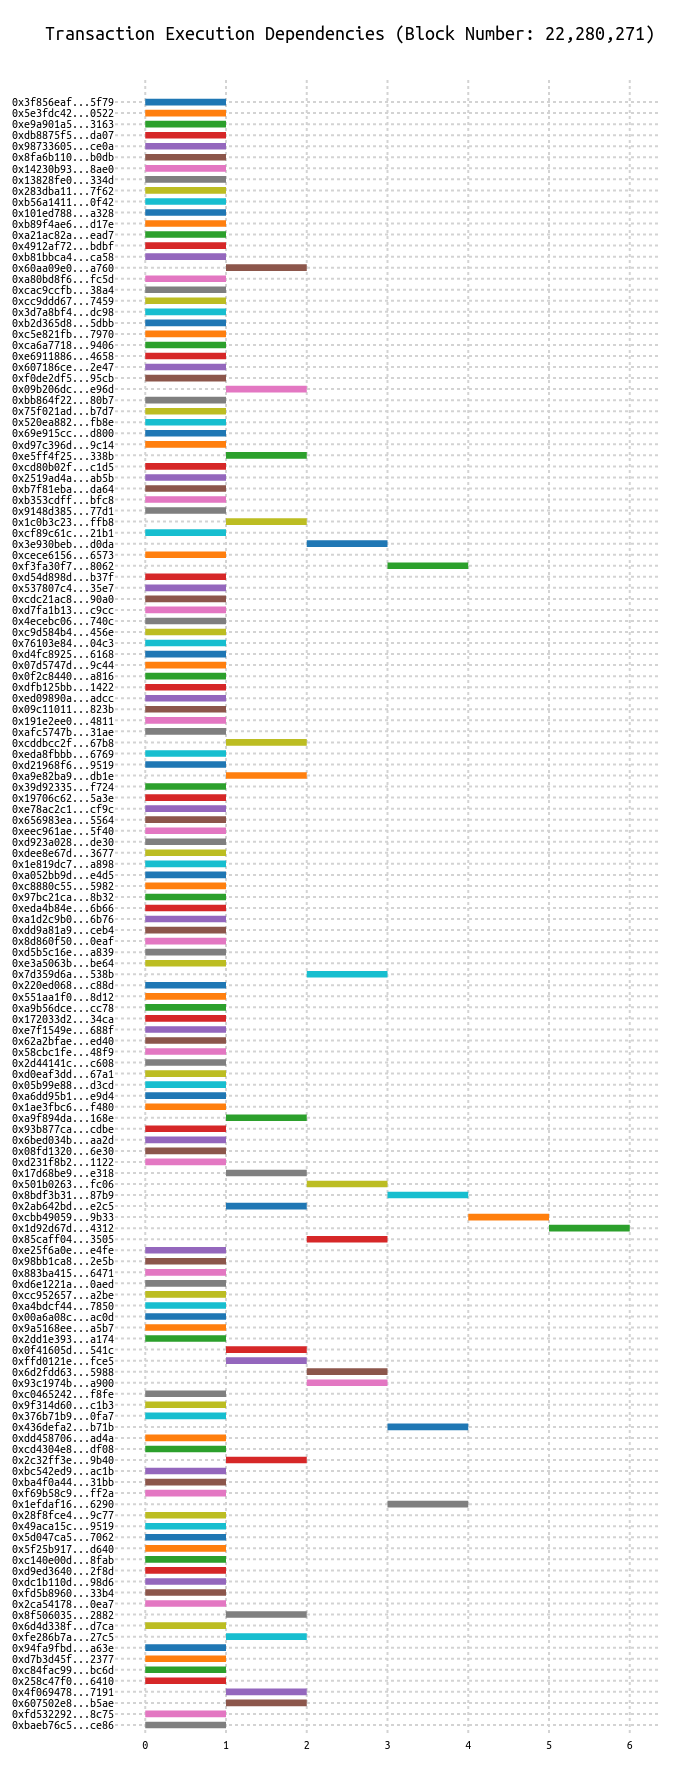 Transaction Execution Dependencies (Block Number: 22,280,271)
0x3f856eaf...5f79
0x5e3fdc42...0522
0xe9a901a5...3163
0xdb8875f5...da07
0x98733605...ce0a
0x8fa6b110...b0db
0x14230b93...8ae0
0x13828fe0...334d
0x283dba11...7f62
0xb56a1411...0f42
0x101ed788...a328
0xb89f4ae6...d17e
0xa21ac82a...ead7
0x4912af72...bdbf
0xb81bbca4...ca58
0x60aa09e0...a760
0xa80bd8f6...fc5d
0xcac9ccfb...38a4
0xcc9ddd67...7459
0x3d7a8bf4...dc98
0xb2d365d8...5dbb
0xc5e821fb...7970
0xca6a7718...9406
0xe6911886...4658
0x607186ce...2e47
0xf0de2df5...95cb
0x09b206dc...e96d
0xbb864f22...80b7
0x75f021ad...b7d7
0x520ea882...fb8e
0x69e915cc...d800
0xd97c396d...9c14
0xe5ff4f25...338b
0xcd80b02f...c1d5
0x2519ad4a...ab5b
0xb7f81eba...da64
0xb353cdff...bfc8
0x9148d385...77d1
0x1c0b3c23...ffb8
0xcf89c61c...21b1
0x3e930beb...d0da
0xcece6156...6573
0xf3fa30f7...8062
0xd54d898d...b37f
0x537807c4...35e7
0xcdc21ac8...90a0
0xd7fa1b13...c9cc
0x4ecebc06...740c
0xc9d584b4...456e
0x76103e84...04c3
0xd4fc8925...6168
0x07d5747d...9c44
0x0f2c8440...a816
0xdfb125bb...1422
0xed09890a...adcc
0x09c11011...823b
0x191e2ee0...4811
0xafc5747b...31ae
0xcddbcc2f...67b8
0xeda8fbbb...6769
0xd21968f6...9519
0xa9e82ba9...db1e
0x39d92335...f724
0x19706c62...5a3e
0xe78ac2c1...cf9c
0x656983ea...5564
0xeec961ae...5f40
0xd923a028...de30
0xdee8e67d...3677
0x1e819dc7...a898
0xa052bb9d...e4d5
0xc8880c55...5982
0x97bc21ca...8b32
0xeda4b84e...6b66
0xa1d2c9b0...6b76
0xdd9a81a9...ceb4
0x8d860f50...0eaf
0xd5b5c16e...a839
0xe3a5063b...be64
0x7d359d6a...538b
0x220ed068...c88d
0x551aa1f0...8d12
0xa9b56dce...cc78
0x172033d2...34ca
0xe7f1549e...688f
0x62a2bfae...ed40
0x58cbc1fe...48f9
0x2d44141c...c608
0xd0eaf3dd...67a1
0x05b99e88...d3cd
0xa6dd95b1...e9d4
0x1ae3fbc6...f480
0xa9f894da...168e
0x93b877ca...cdbe
0x6bed034b...aa2d
0x08fd1320...6e30
0xd231f8b2...1122
0x17d68be9...e318
0x501b0263...fc06
0x8bdf3b31...87b9
0x2ab642bd...e2c5
0xcbb49059...9b33
0x1d92d67d...4312
0x85caff04...3505
0xe25f6a0e...e4fe
0x98bb1ca8...2e5b
0x883ba415...6471
0xd6e1221a...0aed
0xcc952657...a2be
0xa4bdcf44...7850
0x00a6a08c...ac0d
0x9a5168ee...a5b7
0x2dd1e393...a174
0x0f41605d...541c
0xffd0121e...fce5
0x6d2fdd63...5988
0x93c1974b...a900
0xc0465242...f8fe
0x9f314d60...c1b3
0x376b71b9...0fa7
0x436defa2...b71b
0xdd458706...ad4a
0xcd4304e8...df08
0x2c32ff3e...9b40
0xbc542ed9...ac1b
0xba4f0a44...31bb
0xf69b58c9...ff2a
0x1efdaf16...6290
0x28f8fce4...9c77
0x49aca15c...9519
0x5d047ca5...7062
0x5f25b917...d640
0xc140e00d...8fab
0xd9ed3640...2f8d
0xdc1b110d...98d6
0xfd5b8960...33b4
0x2ca54178...0ea7
0x8f506035...2882
0x6d4d338f...d7ca
0xfe286b7a...27c5
0x94fa9fbd...a63e
0xd7b3d45f...2377
0xc84fac99...bc6d
0x258c47f0...6410
0x4f069478...7191
0x607502e8...b5ae
0xfd532292...8c75
0xbaeb76c5...ce86
0 1 2 3 4 5 6